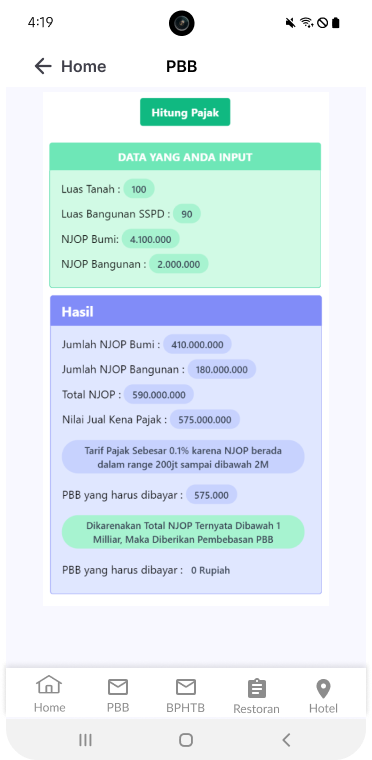 4:19
Home
PBB
Hitung Pajak
DATA YANG ANDA INPUT
Luas Tanah : 100
Luas Bangunan SSPD : 90
NJOP Bumi: 4.100.000
NJOP Bangunan : 2.000.000
Hasil
Jumlah NJOP Bumi : 410.000.000
Jumlah NJOP Bangunan : 180.000.000
Total NJOP : 590.000.000
Nilai Jual Kena Pajak : 575.000.000
Tarif Pajak Sebesar 0.1% karena NJOP berada
dalam range 200jt sampai dibawah 2M
PBB yang harus dibayar : 575.000
Dikarenakan Total NJOP Ternyata Dibawah 1
Milliar, Maka Diberikan Pembebasan PBB
PBB yang harus dibayar : 0 Rupiah
Home PBB BPHTB Restoran Hotel